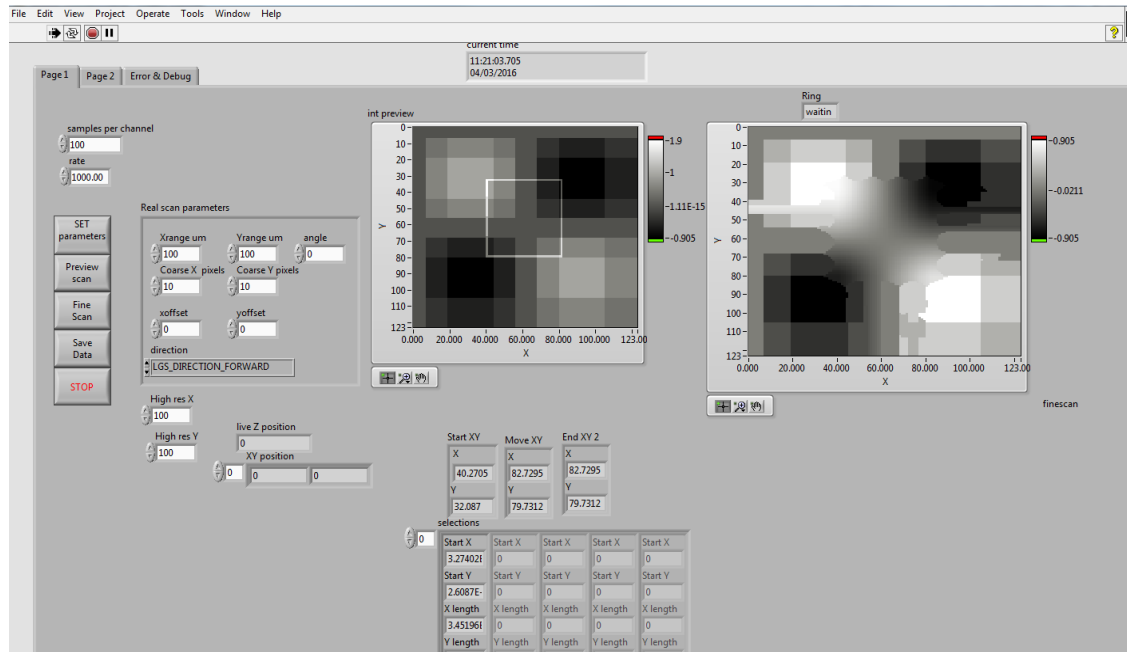 File Edit View Project Operate Tools Window Help
current time
11:21:03.705
04/03/2016
Page 1 Page 2 Error & Debug
samples per channel
100
rate
1000.00
SET parameters
Preview scan
Fine Scan
Save Data
STOP
Real scan parameters
Xrange um Yrange um angle
100 100 0
Coarse X pixels Coarse Y pixels
10 10
xoffset yoffset
0 0
direction
LGS_DIRECTION_FORWARD
High res X
100
High res Y
100
live Z position
0
XY position
0 0 0
int preview
0
10
20
30
40
50
60
70
80
90
100
110
123
Y
0.000 20.000 40.000 60.000 80.000 100.000 123.00
X
1.9
1
1.11E-15
-0.905
Ring
waitin
0
10
20
30
40
50
60
70
80
90
100
110
123
Y
0.000 20.000 40.000 60.000 80.000 100.000 123.00
X
0.905
-0.0211
-0.905
finescan
Start XY Move XY End XY 2
X X X
40.2705 82.7295 82.7295
Y Y Y
32.087 79.7312 79.7312
selections
0
Start X Start X Start X Start X Start X
3.27402E 0 0 0 0
Start Y Start Y Start Y Start Y Start Y
2.6087E- 0 0 0 0
X length X length X length X length X length
3.45196E 0 0 0 0
Y length Y length Y length Y length Y length